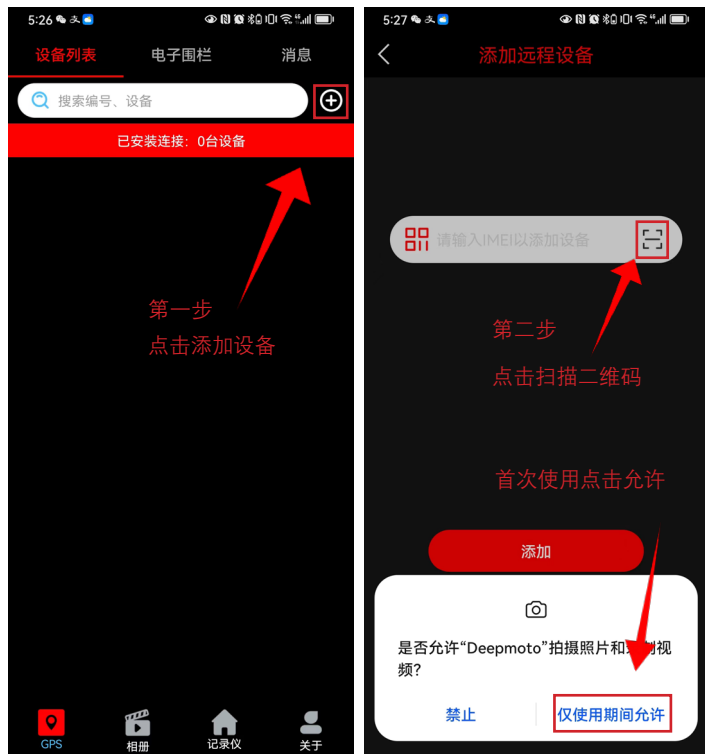 5:26
设备列表
电子围栏
消息
搜索编号、设备
已安装连接：0台设备
第一步
点击添加设备
GPS
相册
记录仪
关于
5:27
添加远程设备
请输入IMEI以添加设备
第二步
点击扫描二维码
首次使用点击允许
添加
是否允许“Deepmoto”拍摄照片和录制视
频？
禁止
仅使用期间允许